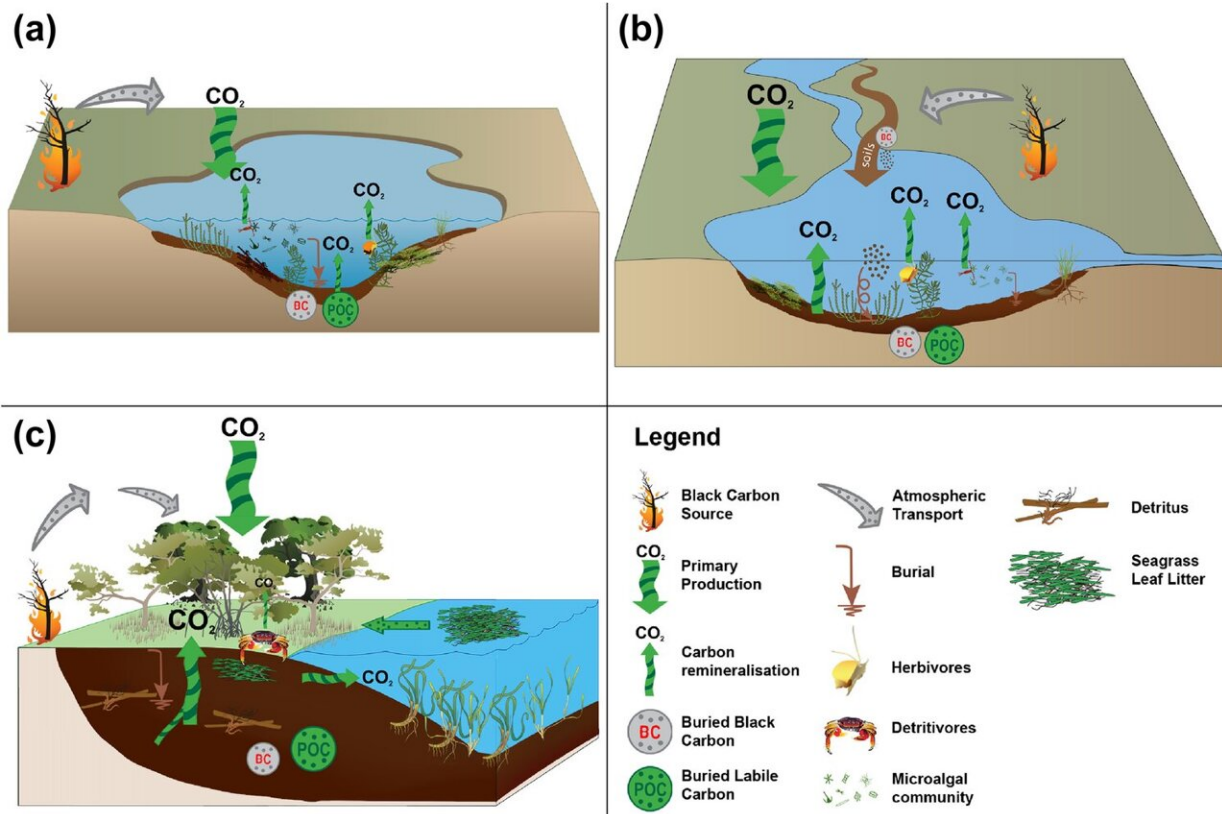 (a)
CO2
CO2
CO2
CO2
BC
POC
(b)
CO2
BC
soils
CO2
CO2
CO2
BC
POC
(c)
CO2
CO
CO2
CO2
BC
POC
Legend
Black Carbon
Source
Atmospheric
Transport
Detritus
CO2
Primary
Production
Burial
Seagrass
Leaf Litter
CO2
Carbon
remineralisation
Herbivores
BC
Buried Black
Carbon
Detritivores
POC
Buried Labile
Carbon
Microalgal
community